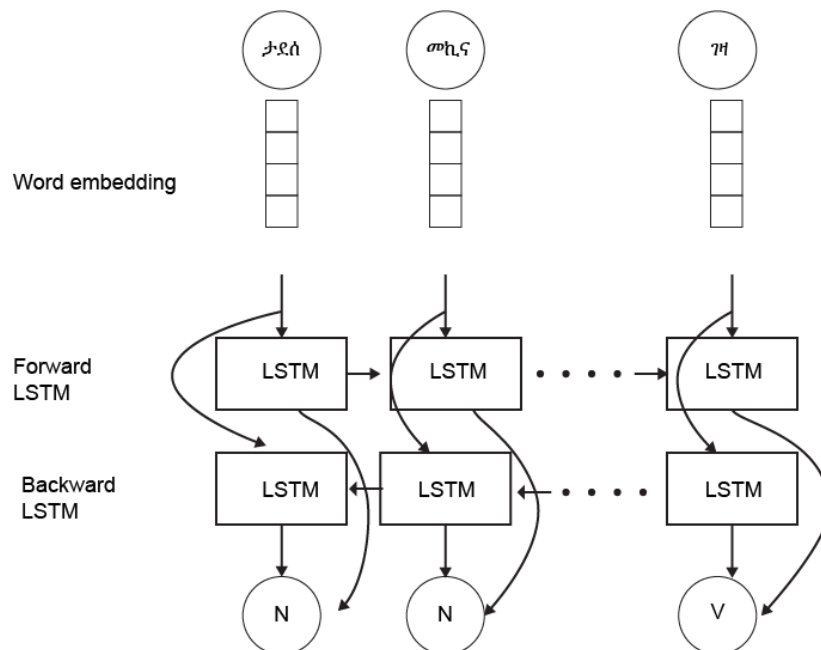 ታደሰ
መኪና
ገዛ
Word embedding
Forward
LSTM
LSTM
LSTM
LSTM
Backward
LSTM
LSTM
LSTM
LSTM
N
N
V